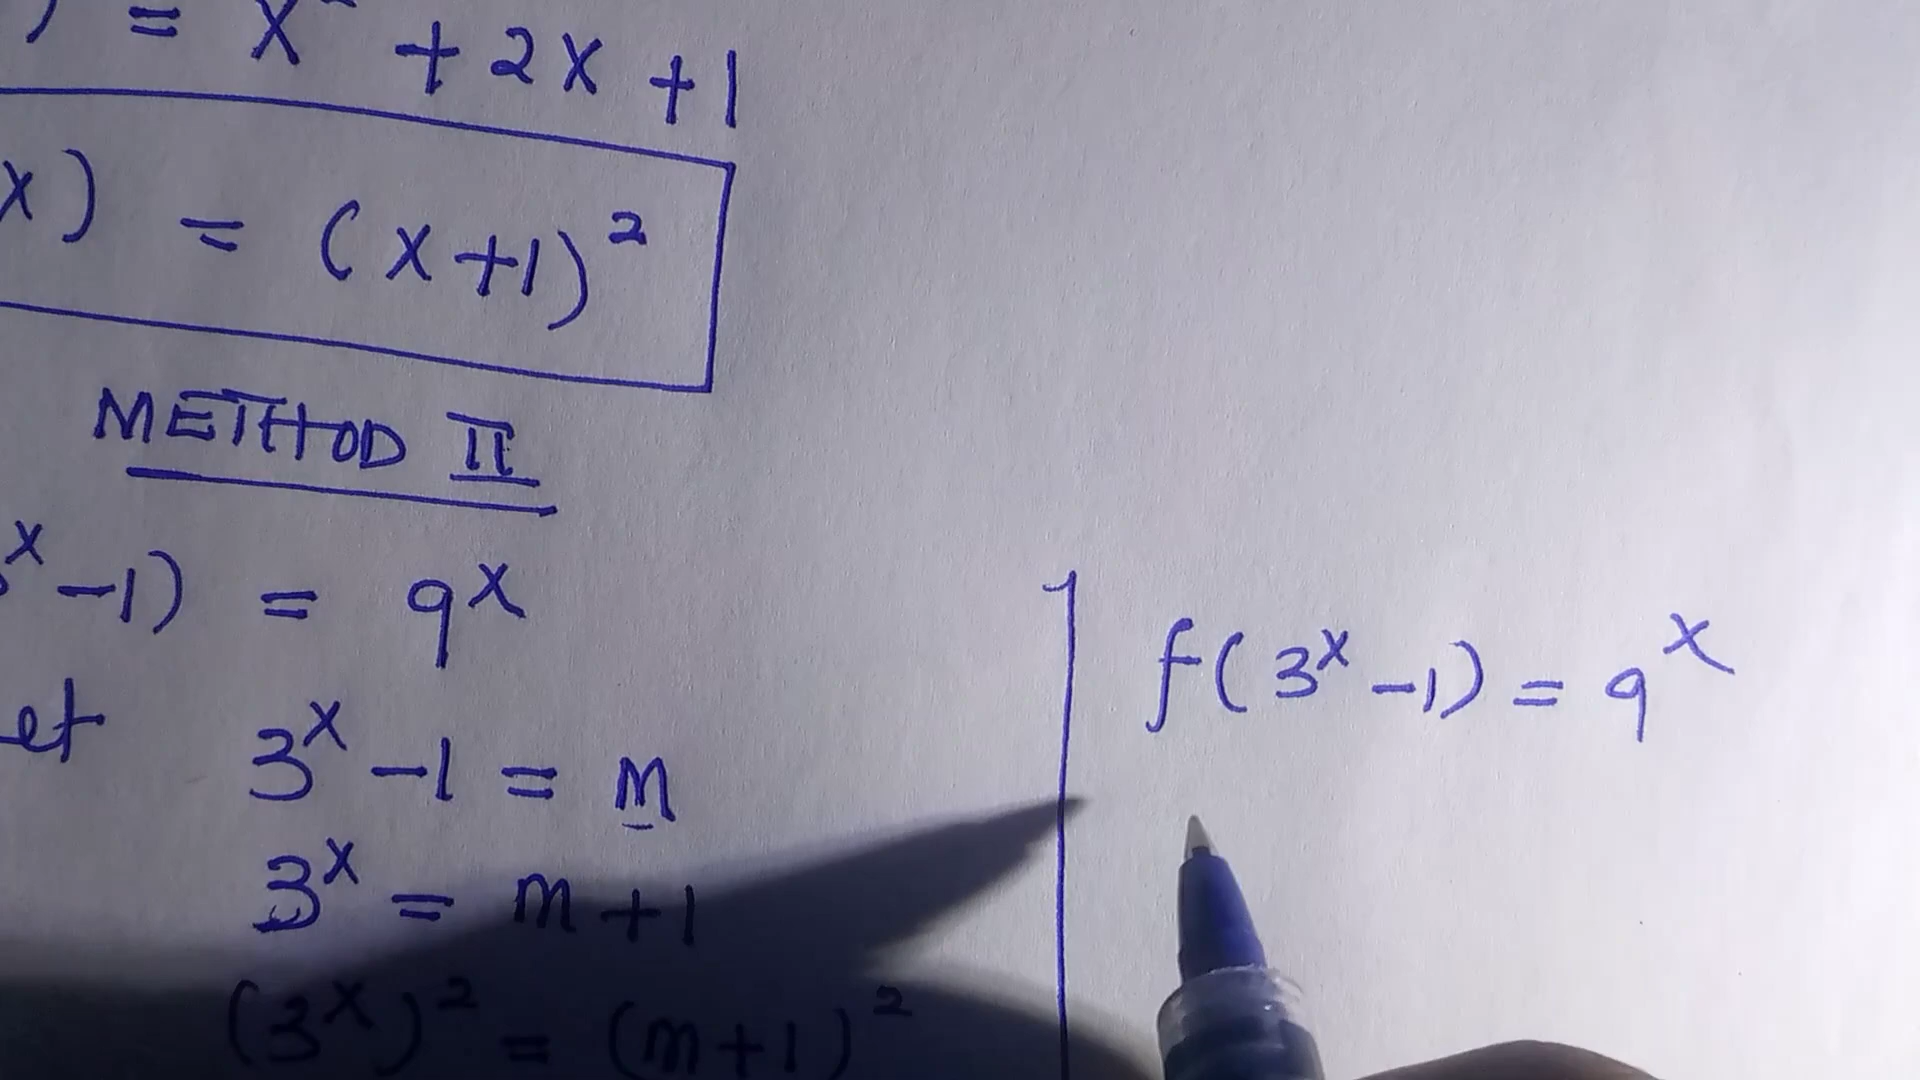 ) = x² + 2x + 1
x) = (x+1)²
METHOD II
x - 1) = 9ˣ
et 3ˣ - 1 = m
3ˣ = m + 1
(3ˣ)² = (m+1)²
f(3ˣ - 1) = 9ˣ